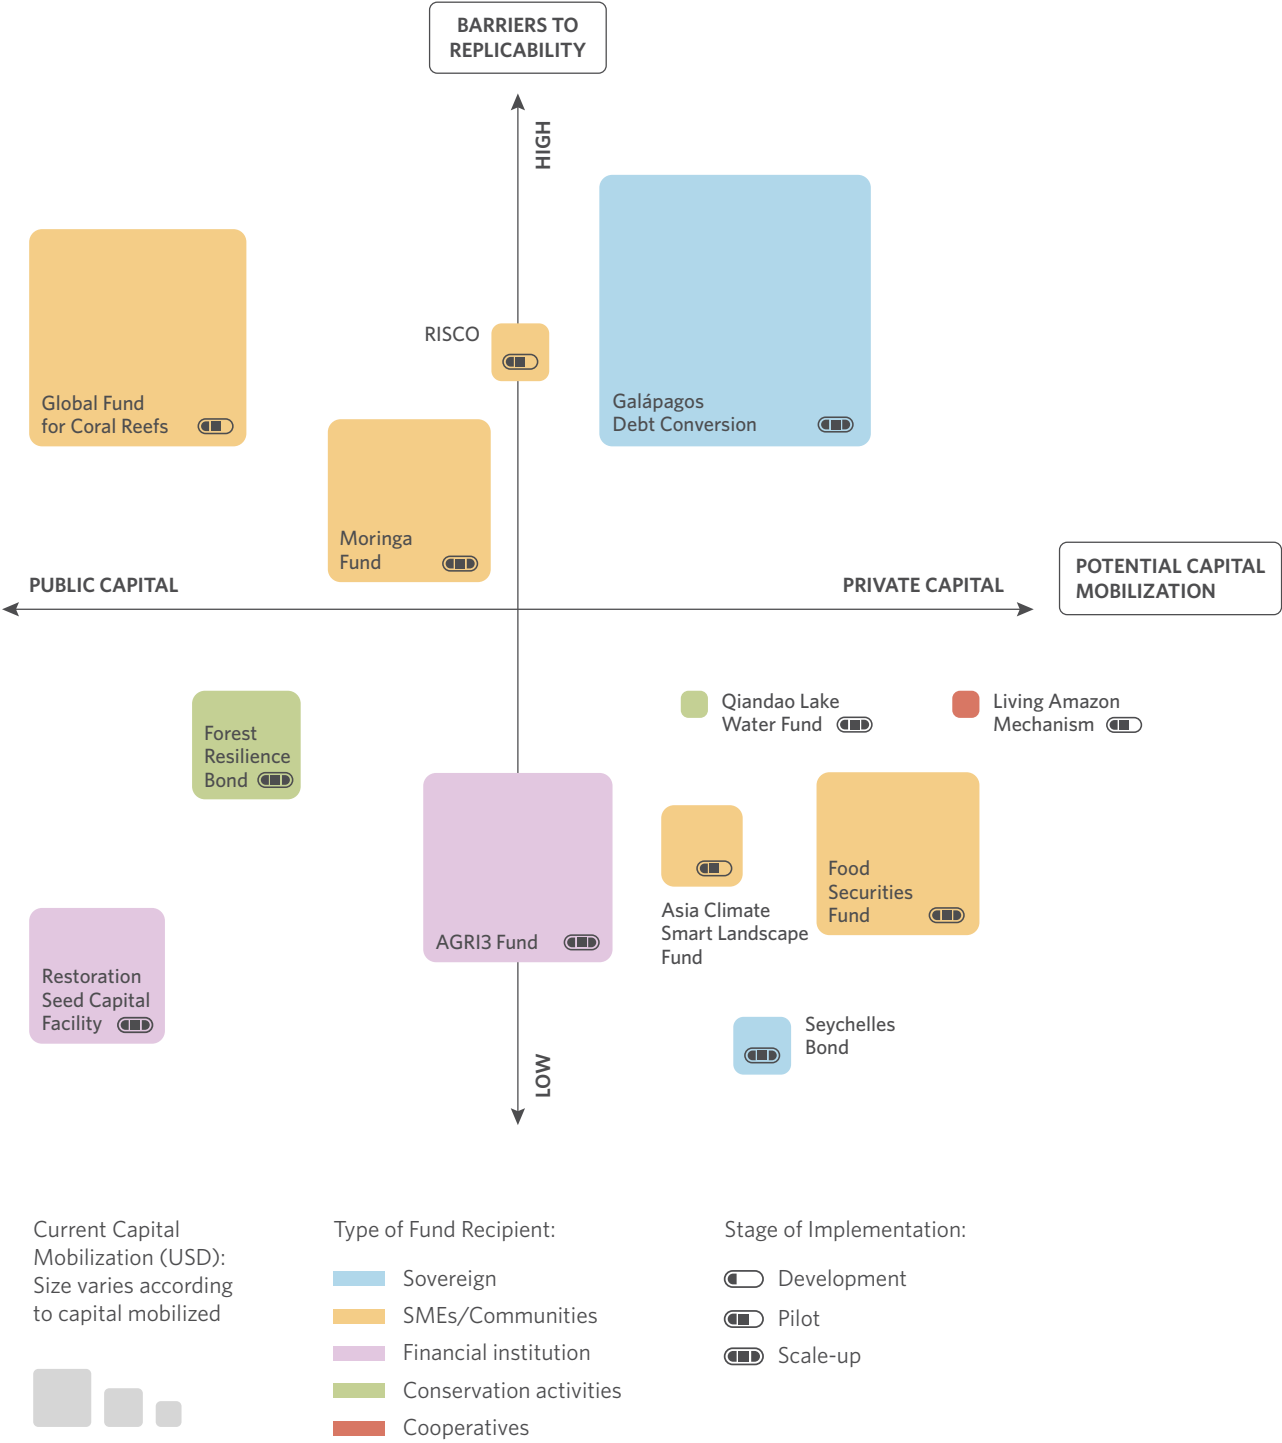 BARRIERS TO
REPLICABILITY
HIGH
RISCO
Global Fund
for Coral Reefs
Galápagos
Debt Conversion
Moringa
Fund
PUBLIC CAPITAL
PRIVATE CAPITAL
POTENTIAL CAPITAL
MOBILIZATION
Qiandao Lake
Water Fund
Living Amazon
Mechanism
Forest
Resilience
Bond
Food
Securities
Fund
AGRI3 Fund
Asia Climate
Smart Landscape
Fund
Restoration
Seed Capital
Facility
Seychelles
Bond
LOW
Current Capital
Mobilization (USD):
Size varies according
to capital mobilized
Type of Fund Recipient:
Sovereign
SMEs/Communities
Financial institution
Conservation activities
Cooperatives
Stage of Implementation:
Development
Pilot
Scale-up